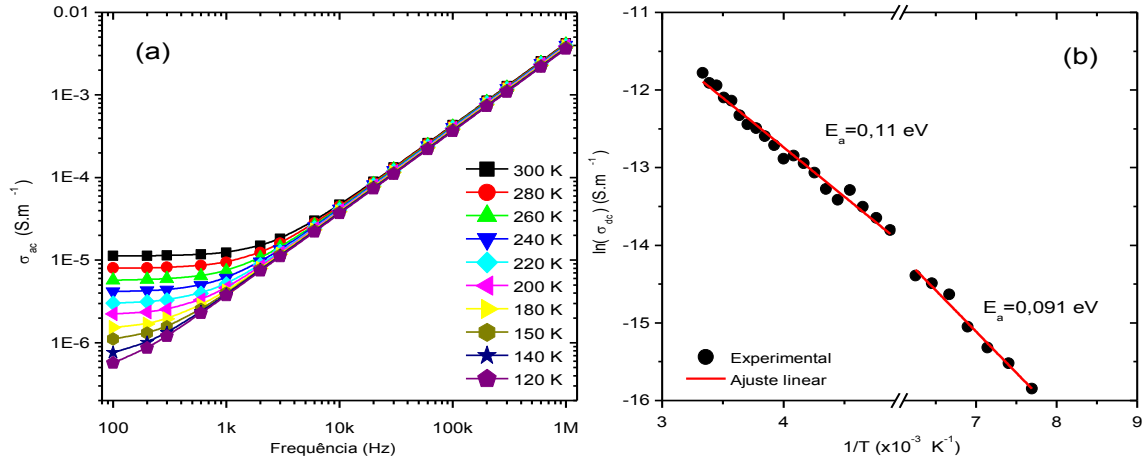 (a)
0.01
1E-3
1E-4
1E-5
1E-6
σac (S.m⁻¹)
300 K
280 K
260 K
240 K
220 K
200 K
180 K
150 K
140 K
120 K
100
1k
10k
100k
1M
Frequência (Hz)
(b)
-11
-12
-13
-14
-15
-16
ln(σdc) (S.m⁻¹)
Eₐ=0,11 eV
Eₐ=0,091 eV
Experimental
Ajuste linear
3
4
7
8
9
1/T (x10⁻³ K⁻¹)